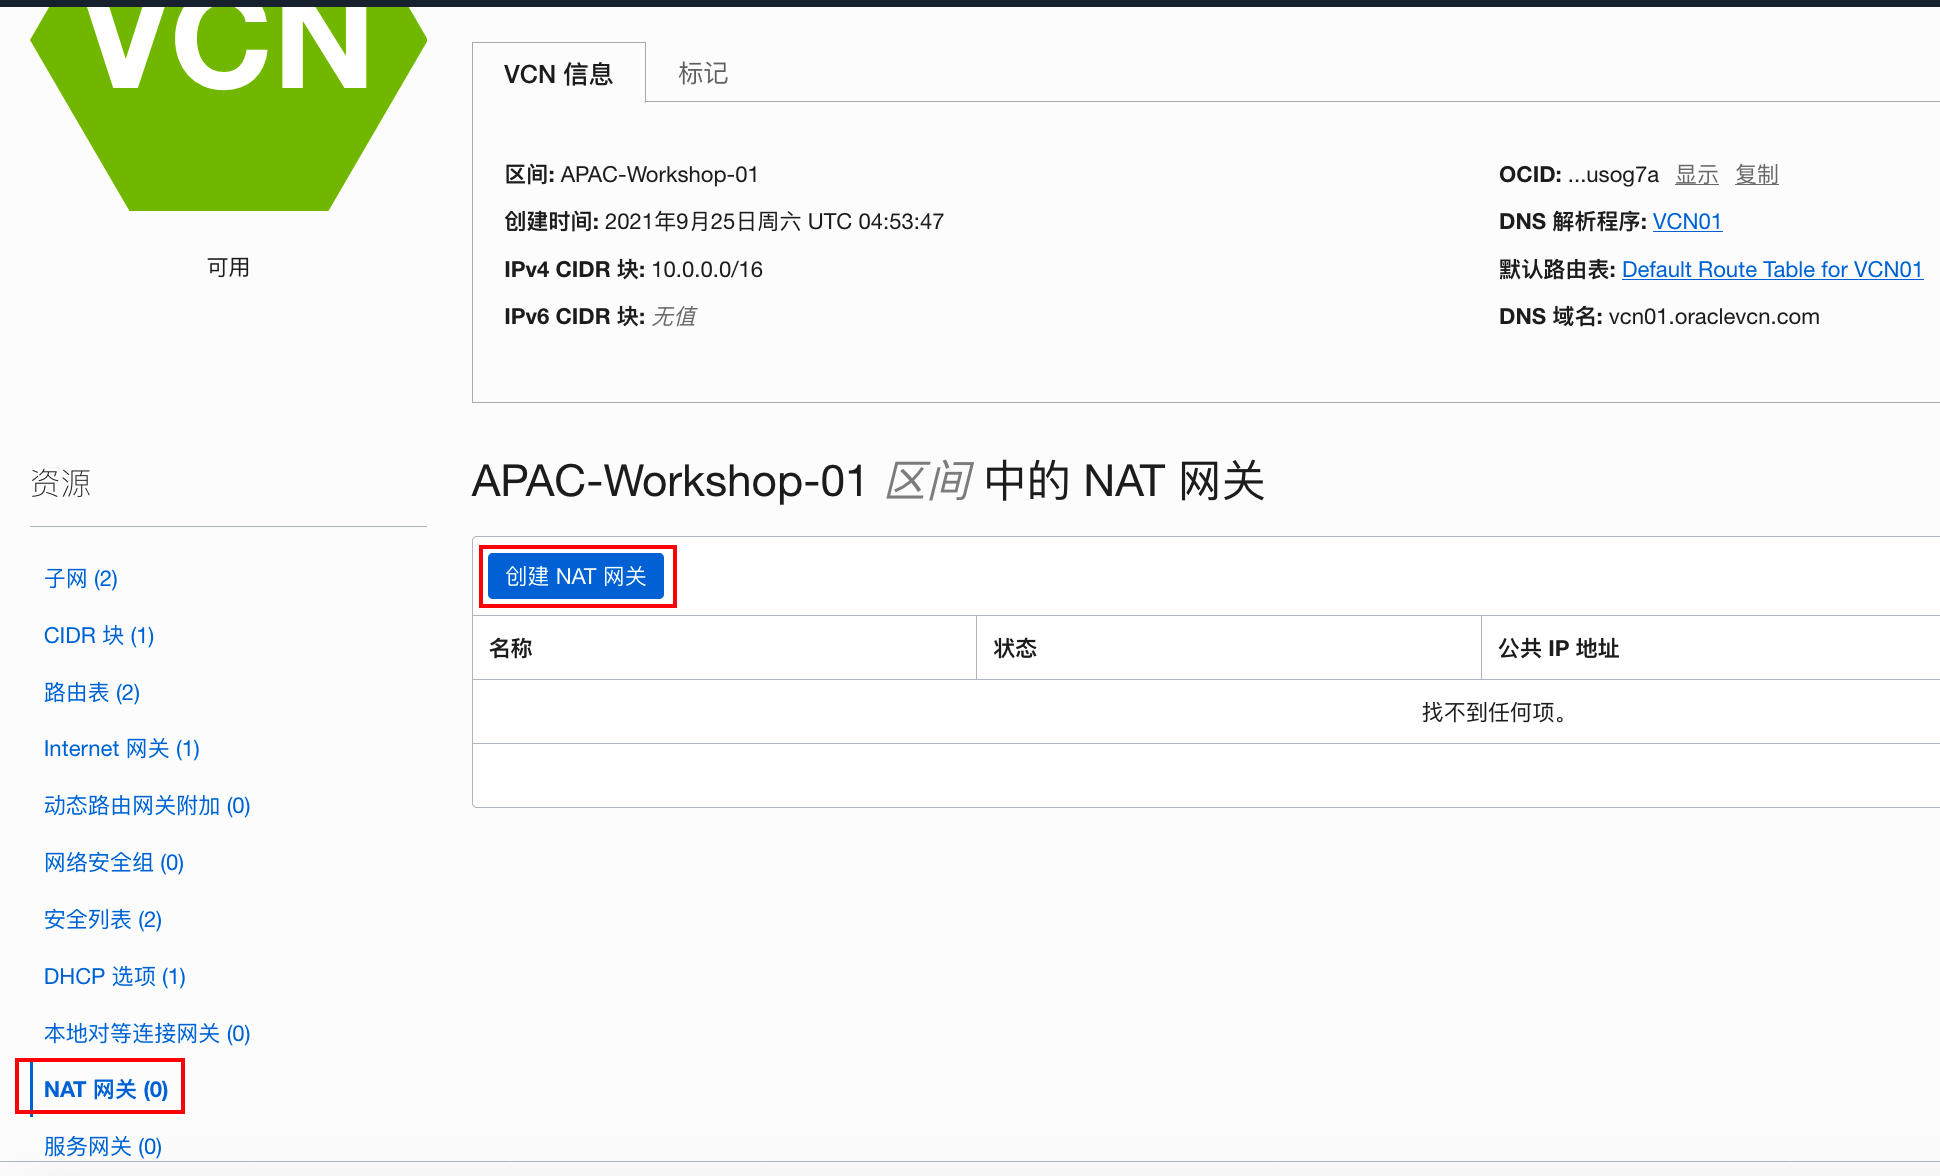 VCN
可用
VCN 信息
标记
区间: APAC-Workshop-01
创建时间: 2021年9月25日周六 UTC 04:53:47
IPv4 CIDR 块: 10.0.0.0/16
IPv6 CIDR 块: 无值
OCID: ...usog7a 显示 复制
DNS 解析程序: VCN01
默认路由表: Default Route Table for VCN01
DNS 域名: vcn01.oraclevcn.com
资源
子网 (2)
CIDR 块 (1)
路由表 (2)
Internet 网关 (1)
动态路由网关附加 (0)
网络安全组 (0)
安全列表 (2)
DHCP 选项 (1)
本地对等连接网关 (0)
NAT 网关 (0)
服务网关 (0)
APAC-Workshop-01 区间 中的 NAT 网关
创建 NAT 网关
名称
状态
公共 IP 地址
找不到任何项。